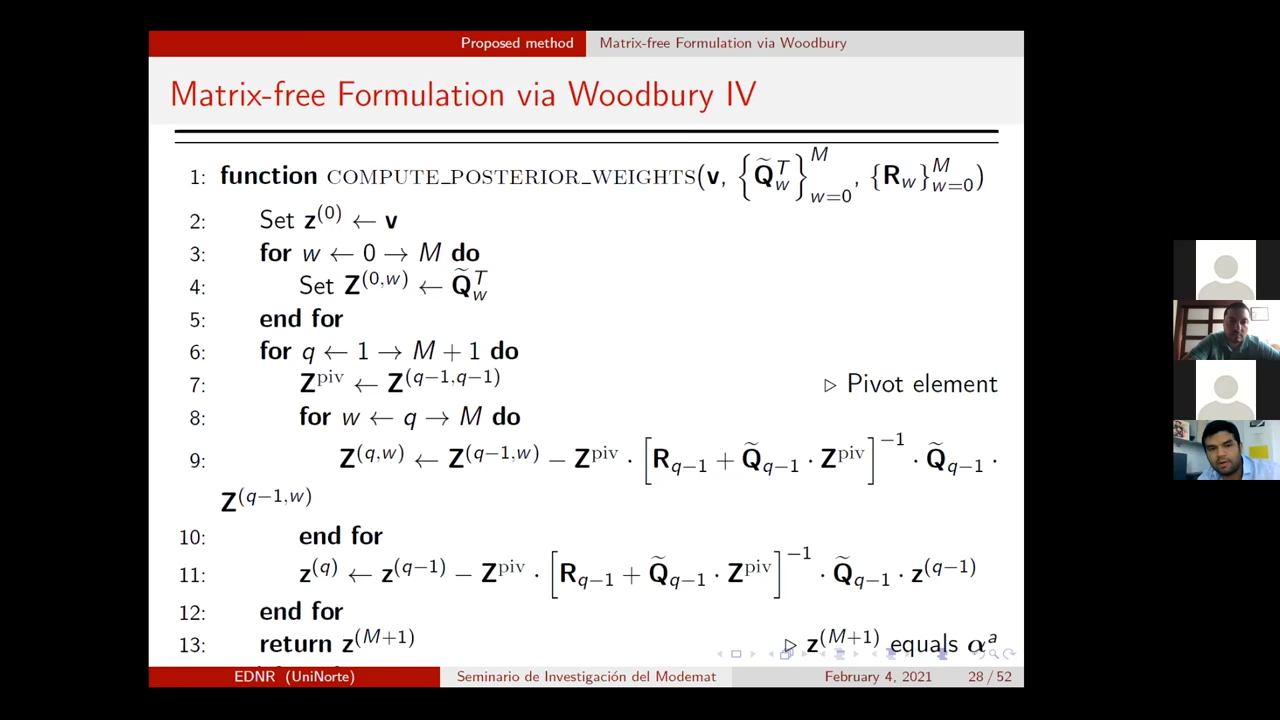 Proposed method Matrix-free Formulation via Woodbury
Matrix-free Formulation via Woodbury IV
1: function COMPUTE_POSTERIOR_WEIGHTS(v, {Q̃_w^T}_{w=0}^M, {R_w}_{w=0}^M)
2: Set z^(0) ← v
3: for w ← 0 → M do
4: Set Z^(0,w) ← Q̃_w^T
5: end for
6: for q ← 1 → M + 1 do
7: Z^piv ← Z^(q−1,q−1) ▷ Pivot element
8: for w ← q → M do
9: Z^(q,w) ← Z^(q−1,w) − Z^piv · [R_{q−1} + Q̃_{q−1} · Z^piv]^−1 · Q̃_{q−1} ·
Z^(q−1,w)
10: end for
11: z^(q) ← z^(q−1) − Z^piv · [R_{q−1} + Q̃_{q−1} · Z^piv]^−1 · Q̃_{q−1} · z^(q−1)
12: end for
13: return z^(M+1) ▷ z^(M+1) equals α^a
EDNR (UniNorte) Seminario de Investigación del Modemat February 4, 2021 28 / 52